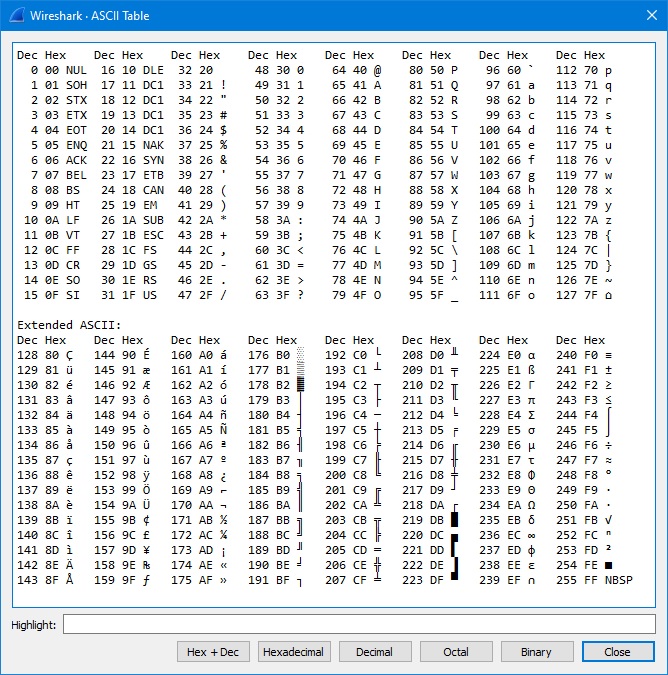 Wireshark · ASCII Table
Dec Hex Dec Hex Dec Hex Dec Hex Dec Hex Dec Hex Dec Hex Dec Hex
0 00 NUL 16 10 DLE 32 20 48 30 0 64 40 @ 80 50 P 96 60 ` 112 70 p
1 01 SOH 17 11 DC1 33 21 ! 49 31 1 65 41 A 81 51 Q 97 61 a 113 71 q
2 02 STX 18 12 DC1 34 22 " 50 32 2 66 42 B 82 52 R 98 62 b 114 72 r
3 03 ETX 19 13 DC1 35 23 # 51 33 3 67 43 C 83 53 S 99 63 c 115 73 s
4 04 EOT 20 14 DC1 36 24 $ 52 34 4 68 44 D 84 54 T 100 64 d 116 74 t
5 05 ENQ 21 15 NAK 37 25 % 53 35 5 69 45 E 85 55 U 101 65 e 117 75 u
6 06 ACK 22 16 SYN 38 26 & 54 36 6 70 46 F 86 56 V 102 66 f 118 76 v
7 07 BEL 23 17 ETB 39 27 ' 55 37 7 71 47 G 87 57 W 103 67 g 119 77 w
8 08 BS 24 18 CAN 40 28 ( 56 38 8 72 48 H 88 58 X 104 68 h 120 78 x
9 09 HT 25 19 EM 41 29 ) 57 39 9 73 49 I 89 59 Y 105 69 i 121 79 y
10 0A LF 26 1A SUB 42 2A * 58 3A : 74 4A J 90 5A Z 106 6A j 122 7A z
11 0B VT 27 1B ESC 43 2B + 59 3B ; 75 4B K 91 5B [ 107 6B k 123 7B {
12 0C FF 28 1C FS 44 2C , 60 3C < 76 4C L 92 5C \ 108 6C l 124 7C |
13 0D CR 29 1D GS 45 2D - 61 3D = 77 4D M 93 5D ] 109 6D m 125 7D }
14 0E SO 30 1E RS 46 2E . 62 3E > 78 4E N 94 5E ^ 110 6E n 126 7E ~
15 0F SI 31 1F US 47 2F / 63 3F ? 79 4F O 95 5F _ 111 6F o 127 7F ⌂
Extended ASCII:
Dec Hex Dec Hex Dec Hex Dec Hex Dec Hex Dec Hex Dec Hex Dec Hex
128 80 Ç 144 90 É 160 A0 á 176 B0 ░ 192 C0 └ 208 D0 ╨ 224 E0 α 240 F0 ≡
129 81 ü 145 91 æ 161 A1 í 177 B1 ▒ 193 C1 ┴ 209 D1 ╤ 225 E1 ß 241 F1 ±
130 82 é 146 92 Æ 162 A2 ó 178 B2 ▓ 194 C2 ┬ 210 D2 ╥ 226 E2 Γ 242 F2 ≥
131 83 â 147 93 ô 163 A3 ú 179 B3 │ 195 C3 ├ 211 D3 ╙ 227 E3 π 243 F3 ≤
132 84 ä 148 94 ö 164 A4 ñ 180 B4 ┤ 196 C4 ─ 212 D4 ╘ 228 E4 Σ 244 F4 ⌠
133 85 à 149 95 ò 165 A5 Ñ 181 B5 ╡ 197 C5 ┼ 213 D5 ╒ 229 E5 σ 245 F5 ⌡
134 86 å 150 96 û 166 A6 ª 182 B6 ╢ 198 C6 ╞ 214 D6 ╓ 230 E6 µ 246 F6 ÷
135 87 ç 151 97 ù 167 A7 º 183 B7 ╖ 199 C7 ╟ 215 D7 ╫ 231 E7 τ 247 F7 ≈
136 88 ê 152 98 ÿ 168 A8 ¿ 184 B8 ╕ 200 C8 ╚ 216 D8 ╪ 232 E8 Φ 248 F8 °
137 89 ë 153 99 Ö 169 A9 ⌐ 185 B9 ╣ 201 C9 ╔ 217 D9 ┘ 233 E9 Θ 249 F9 ∙
138 8A è 154 9A Ü 170 AA ¬ 186 BA ║ 202 CA ╩ 218 DA ┌ 234 EA Ω 250 FA ·
139 8B ï 155 9B ¢ 171 AB ½ 187 BB ╗ 203 CB ╦ 219 DB █ 235 EB δ 251 FB √
140 8C î 156 9C £ 172 AC ¼ 188 BC ╝ 204 CC ╠ 220 DC ▄ 236 EC ∞ 252 FC ⁿ
141 8D ì 157 9D ¥ 173 AD ¡ 189 BD ╜ 205 CD ═ 221 DD ▌ 237 ED φ 253 FD ²
142 8E Ä 158 9E ₧ 174 AE « 190 BE ╛ 206 CE ╬ 222 DE ▐ 238 EE ε 254 FE ■
143 8F Å 159 9F ƒ 175 AF » 191 BF ┐ 207 CF ╧ 223 DF ▀ 239 EF ∩ 255 FF NBSP
Highlight:
Hex + Dec Hexadecimal Decimal Octal Binary Close